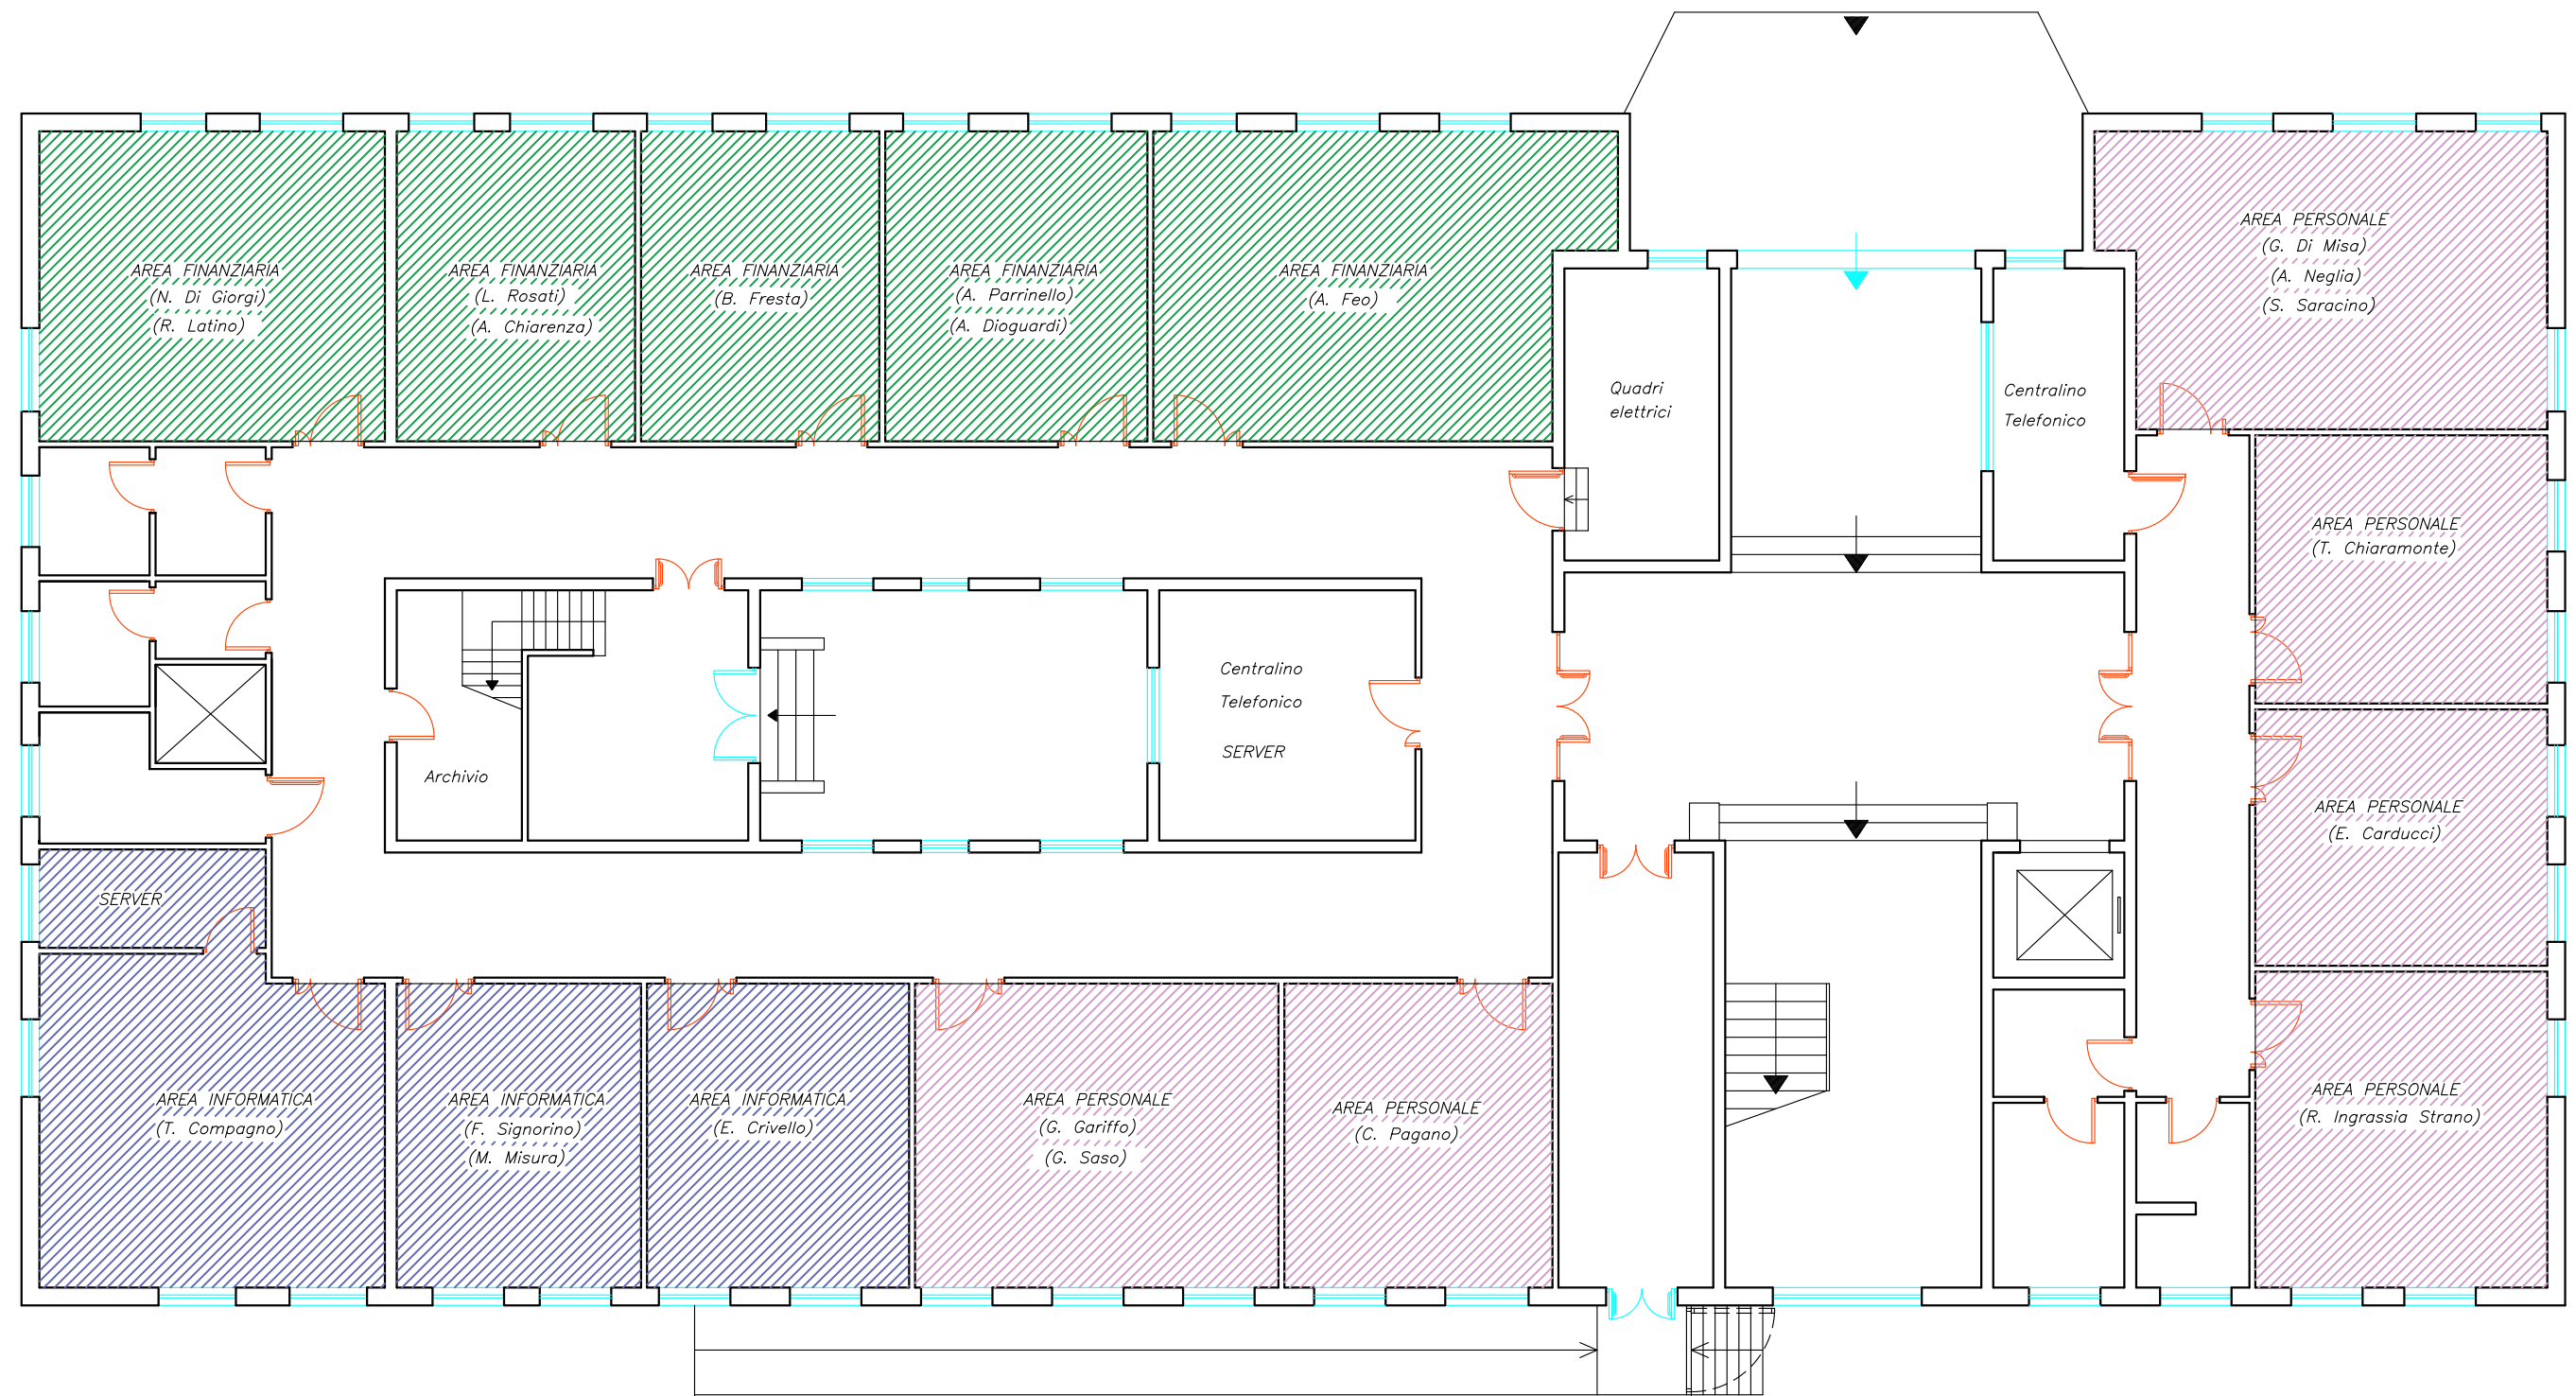 AREA FINANZIARIA
(N. Di Giorgi)
(R. Latino)
AREA FINANZIARIA
(L. Rosati)
(A. Chiarenza)
AREA FINANZIARIA
(B. Fresta)
AREA FINANZIARIA
(A. Parrinello)
(A. Dioguardi)
AREA FINANZIARIA
(A. Feo)
Quadri
elettrici
Centralino
Telefonico
AREA PERSONALE
(G. Di Misa)
(A. Neglia)
(S. Saracino)
AREA PERSONALE
(T. Chiaramonte)
Archivio
Centralino
Telefonico
SERVER
AREA PERSONALE
(E. Carducci)
SERVER
AREA INFORMATICA
(T. Compagno)
AREA INFORMATICA
(F. Signorino)
(M. Misura)
AREA INFORMATICA
(E. Crivello)
AREA PERSONALE
(G. Gariffo)
(G. Saso)
AREA PERSONALE
(C. Pagano)
AREA PERSONALE
(R. Ingrassia Strano)